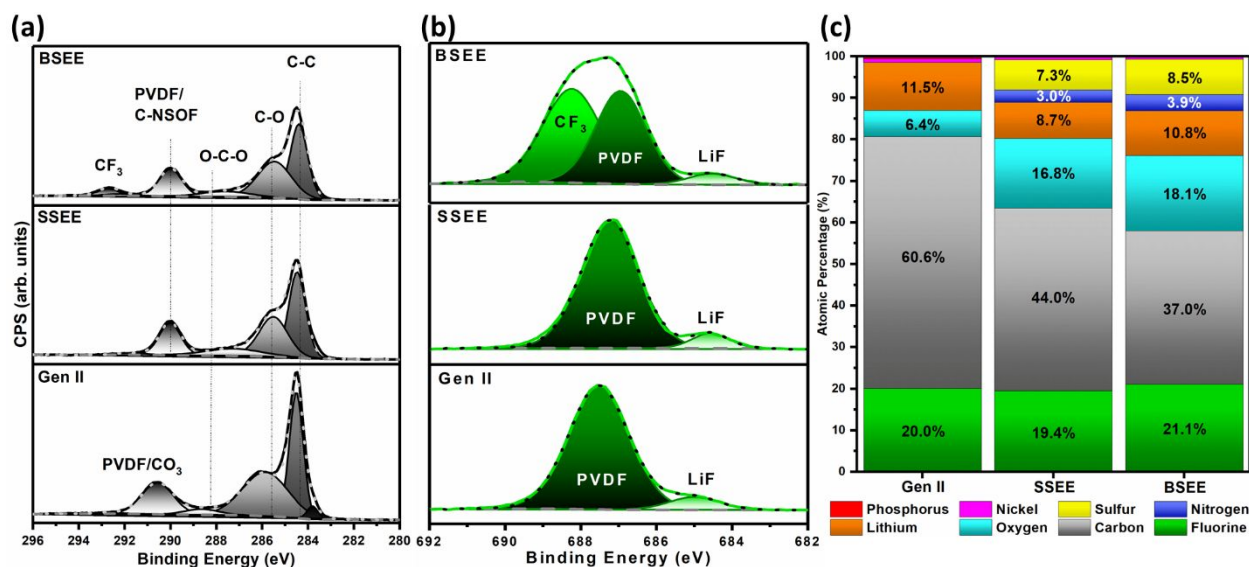 (a)
BSEE
C-C
PVDF/
C-NSOF
C-O
CF3
O-C-O
SSEE
Gen II
PVDF/CO3
CPS (arb. units)
296 294 292 290 288 286 284 282 280
Binding Energy (eV)
(b)
BSEE
CF3
PVDF
LiF
SSEE
PVDF
LiF
Gen II
PVDF
LiF
692 690 688 686 684 682
Binding Energy (eV)
(c)
Atomic Percentage (%)
100
90
80
70
60
50
40
30
20
10
0
11.5%
6.4%
60.6%
20.0%
7.3%
3.0%
8.7%
16.8%
44.0%
19.4%
8.5%
3.9%
10.8%
18.1%
37.0%
21.1%
Gen II SSEE BSEE
Phosphorus Nickel Sulfur Nitrogen
Lithium Oxygen Carbon Fluorine